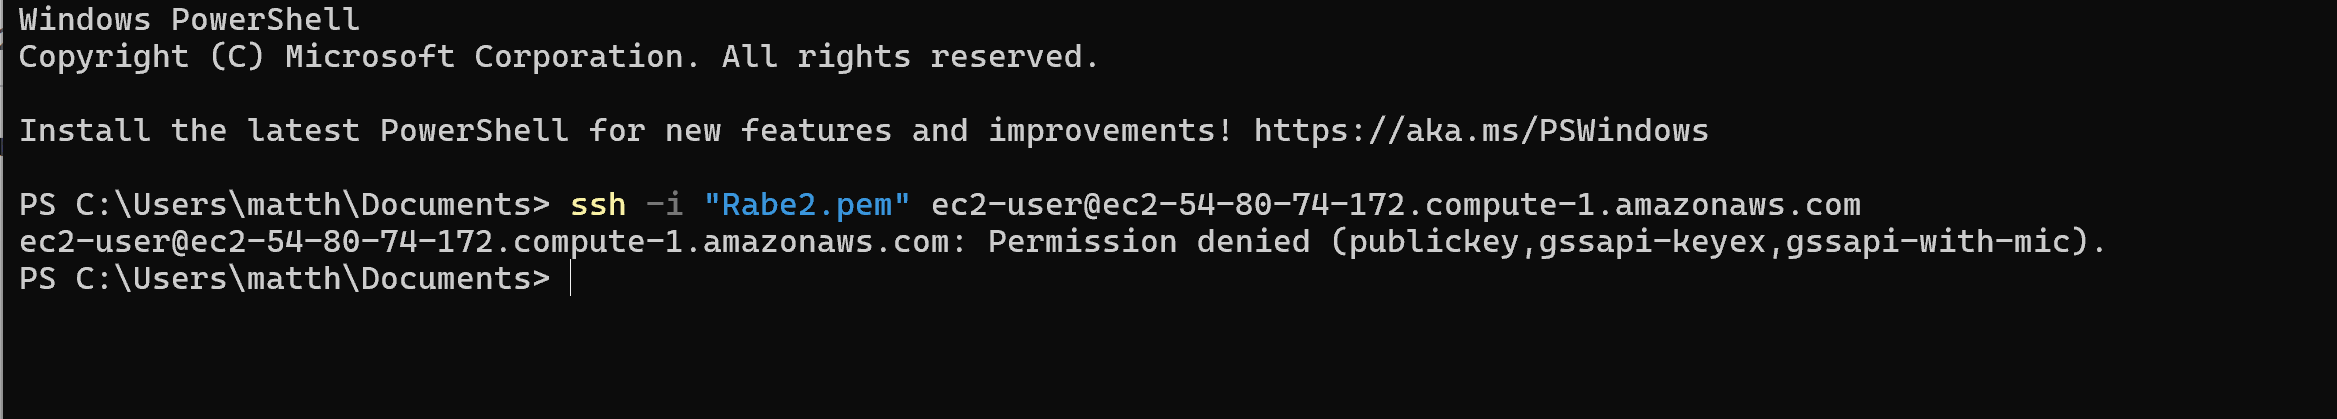 Windows PowerShell
Copyright (C) Microsoft Corporation. All rights reserved.
Install the latest PowerShell for new features and improvements! https://aka.ms/PSWindows
PS C:\Users\matth\Documents> ssh -i "Rabe2.pem" ec2-user@ec2-54-80-74-172.compute-1.amazonaws.com
ec2-user@ec2-54-80-74-172.compute-1.amazonaws.com: Permission denied (publickey,gssapi-keyex,gssapi-with-mic).
PS C:\Users\matth\Documents>